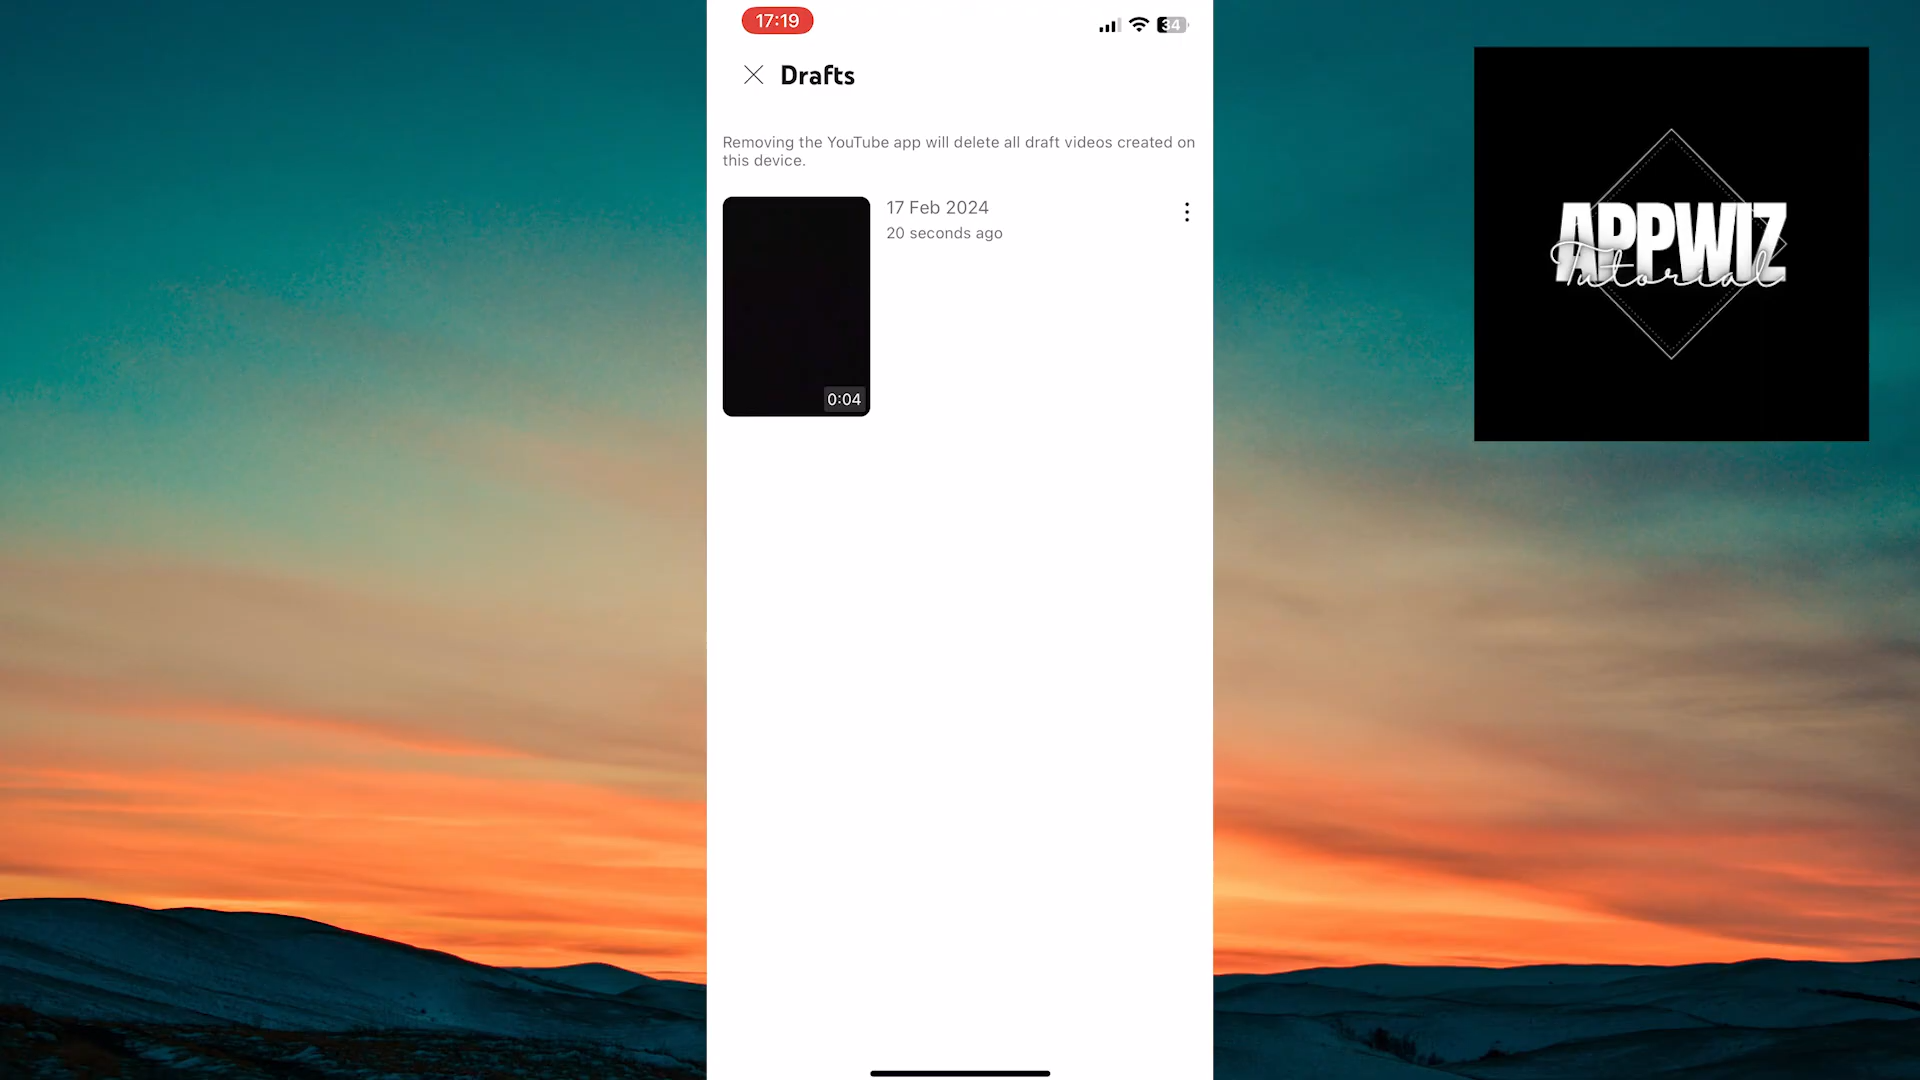 17:19
34
Drafts
Removing the YouTube app will delete all draft videos created on
this device.
17 Feb 2024
20 seconds ago
0:04
APPWIZ
Tutorial